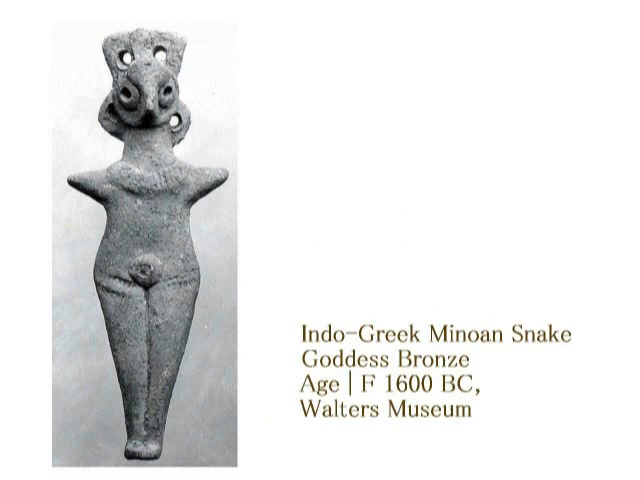 Indo-Greek Minoan Snake
Goddess Bronze
Age | F 1600 BC,
Walters Museum